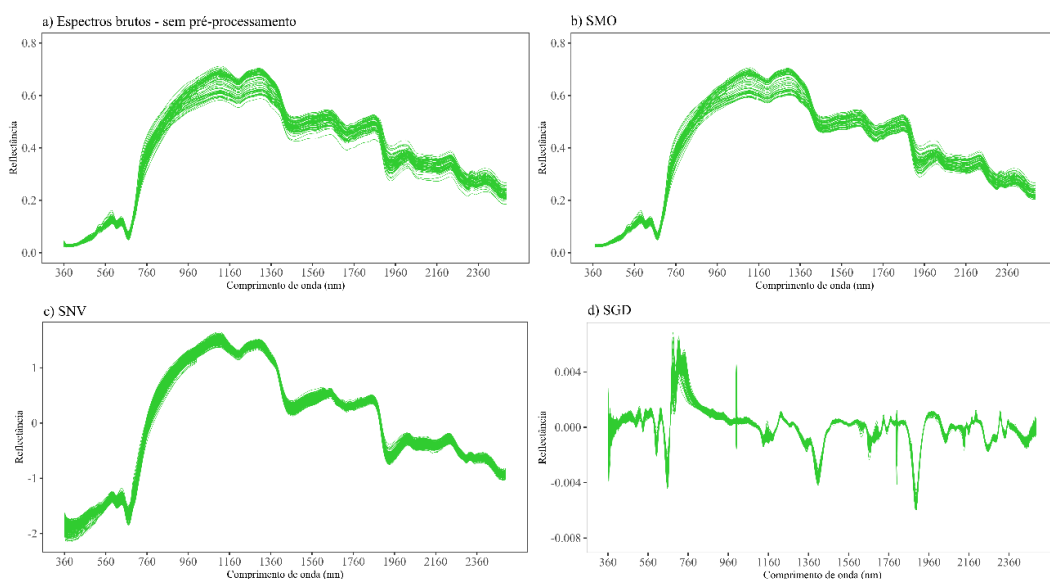 a) Espectros brutos - sem pré-processamento
0.8
0.6
0.4
0.2
0.0
Reflectância
360 560 760 960 1160 1360 1560 1760 1960 2160 2360
Comprimento de onda (nm)
b) SMO
0.8
0.6
0.4
0.2
0.0
Reflectância
360 560 760 960 1160 1360 1560 1760 1960 2160 2360
Comprimento de onda (nm)
c) SNV
1
0
-1
-2
Reflectância
360 560 760 960 1160 1360 1560 1760 1960 2160 2360
Comprimento de onda (nm)
d) SGD
0.004
0.000
-0.004
-0.008
Reflectância
360 560 760 960 1160 1360 1560 1760 1960 2160 2360
Comprimento de onda (nm)